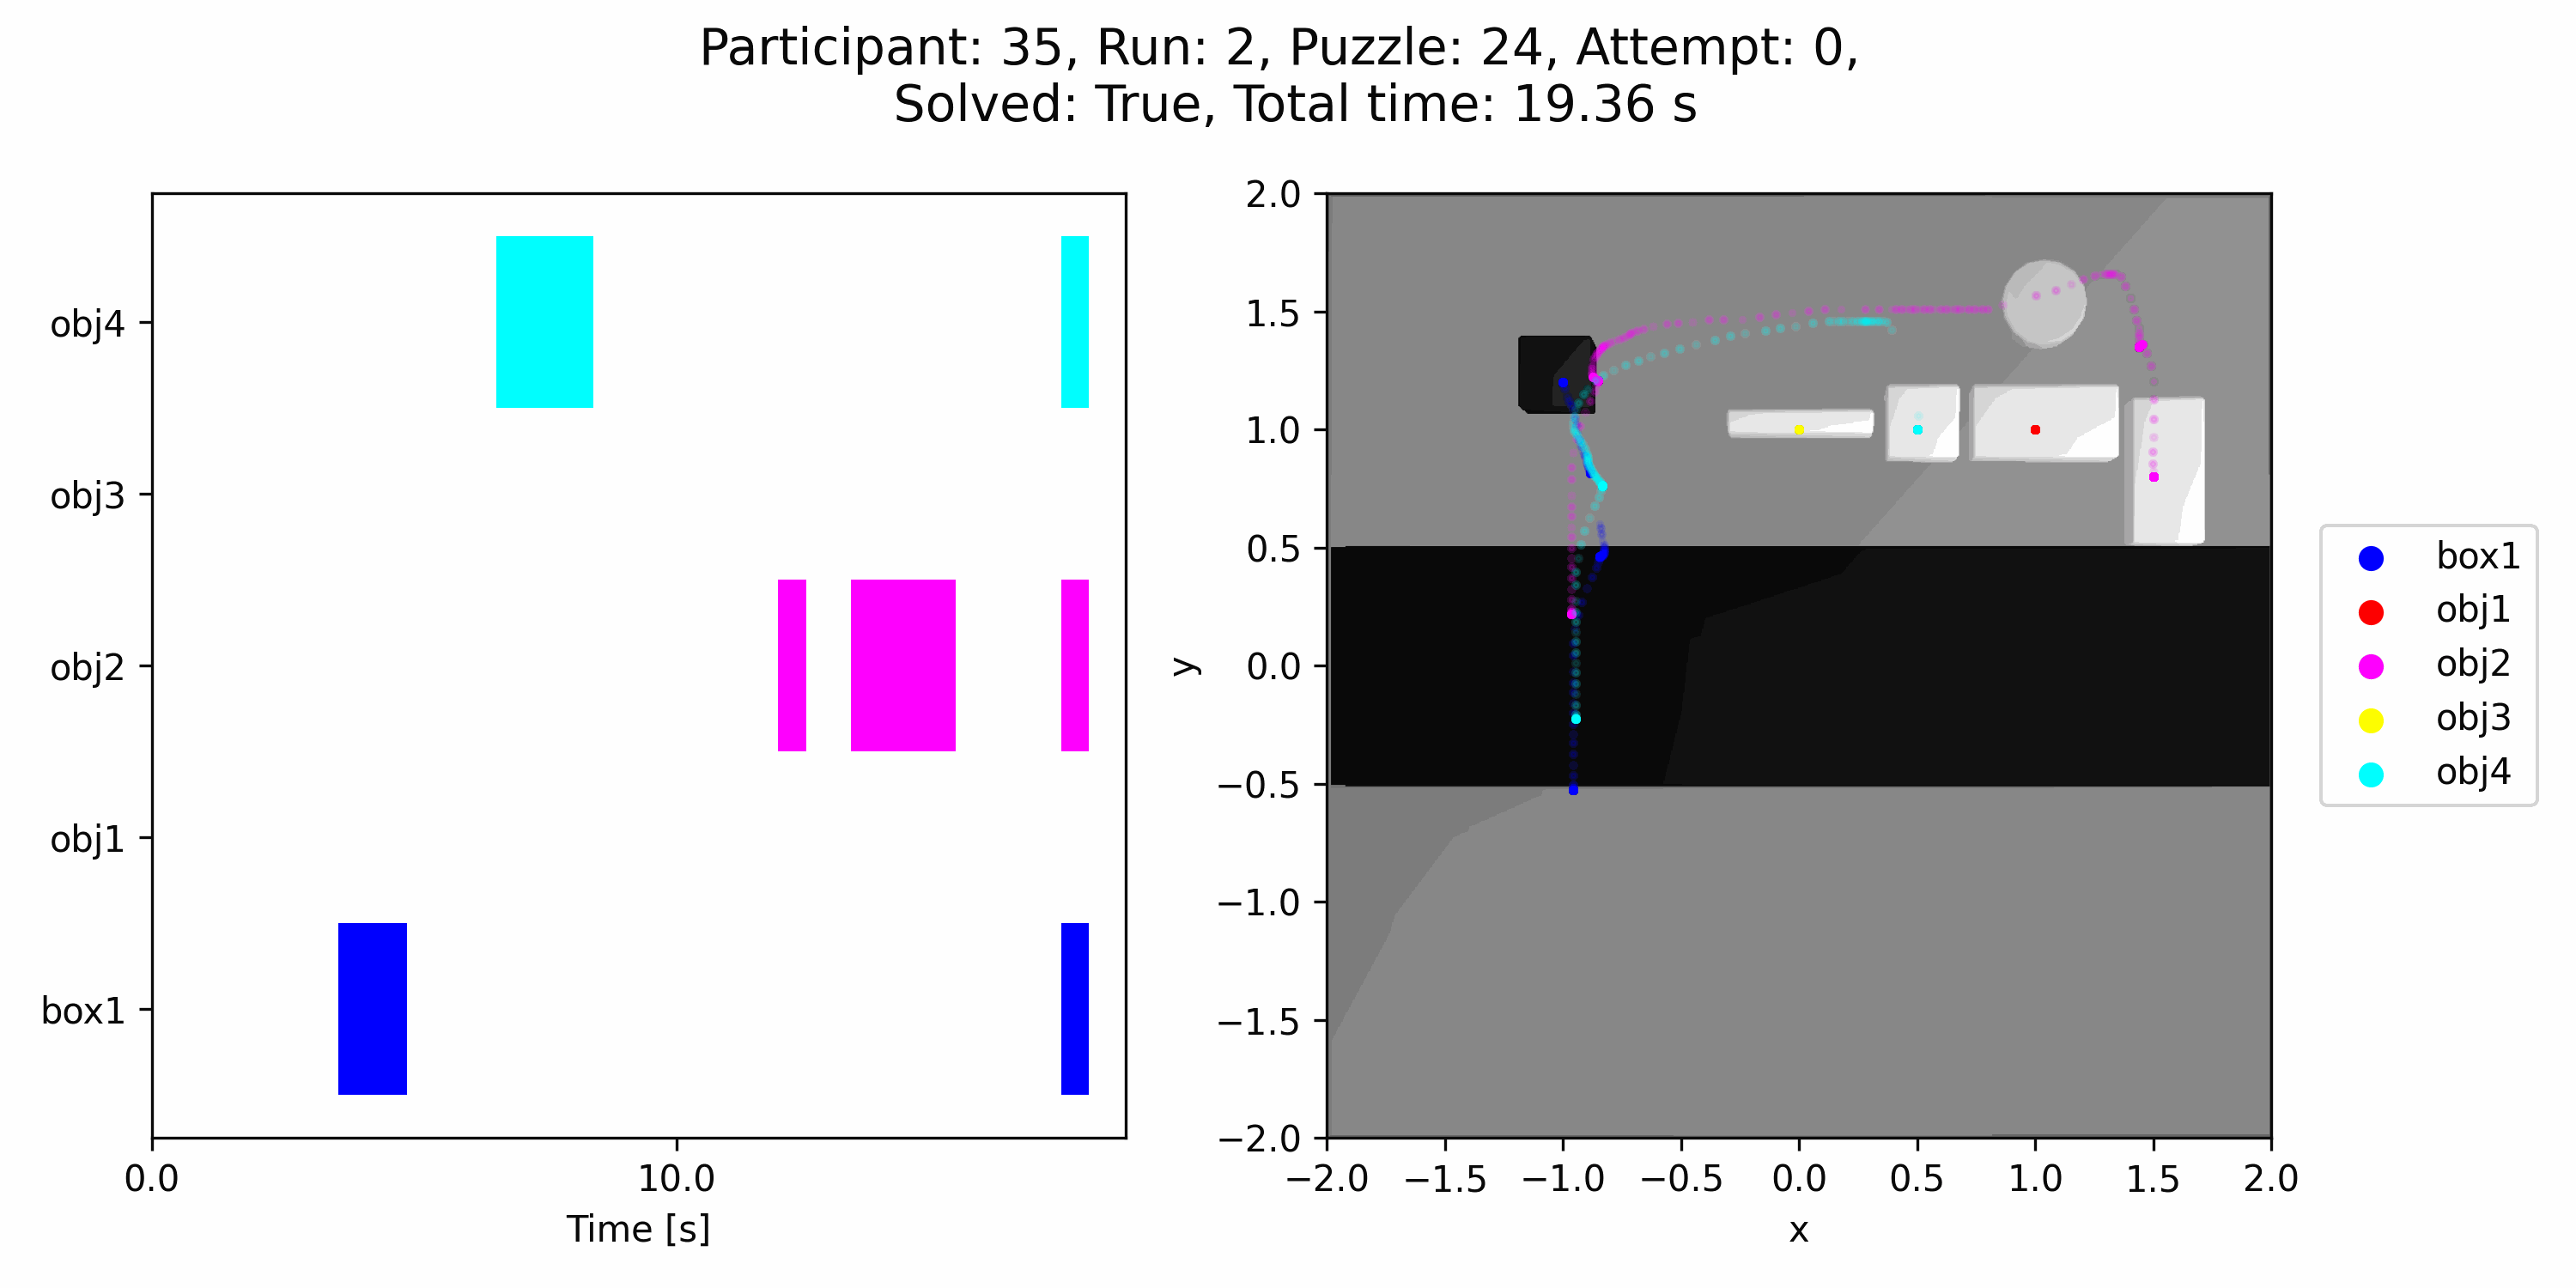 Participant: 35, Run: 2, Puzzle: 24, Attempt: 0,
Solved: True, Total time: 19.36 s
obj4
obj3
obj2
obj1
box1
0.0 10.0
Time [s]
2.0
1.5
1.0
0.5
0.0
−0.5
−1.0
−1.5
−2.0
y
−2.0 −1.5 −1.0 −0.5 0.0 0.5 1.0 1.5 2.0
x
box1
obj1
obj2
obj3
obj4